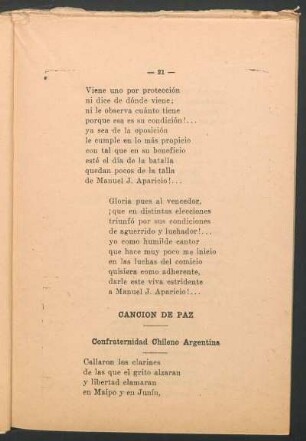 — 21 —
Viene uno por protección
ni dice de dónde viene;
ni le observa cuánto tiene
porque esa es su condición!...
ya sea de la oposición
le cumple en lo más propicio
con tal que en su beneficio
esté el día de la batalla
quedan pocos de la talla
de Manuel J. Aparicio!...
Gloria pues al vencedor,
¡que en distintas elecciones
triunfó por sus condiciones
de aguerrido y luchador!...
yo como humilde cantor
que hace muy poco me inicio
en las luchas del comicio
quisiera como adherente,
darle este viva estridente
a Manuel J. Aparicio!...
CANCION DE PAZ
Confraternidad Chileno Argentina
Callaron los clarines
de las que el grito alzaran
y libertad clamaran
en Maipo y en Junín,